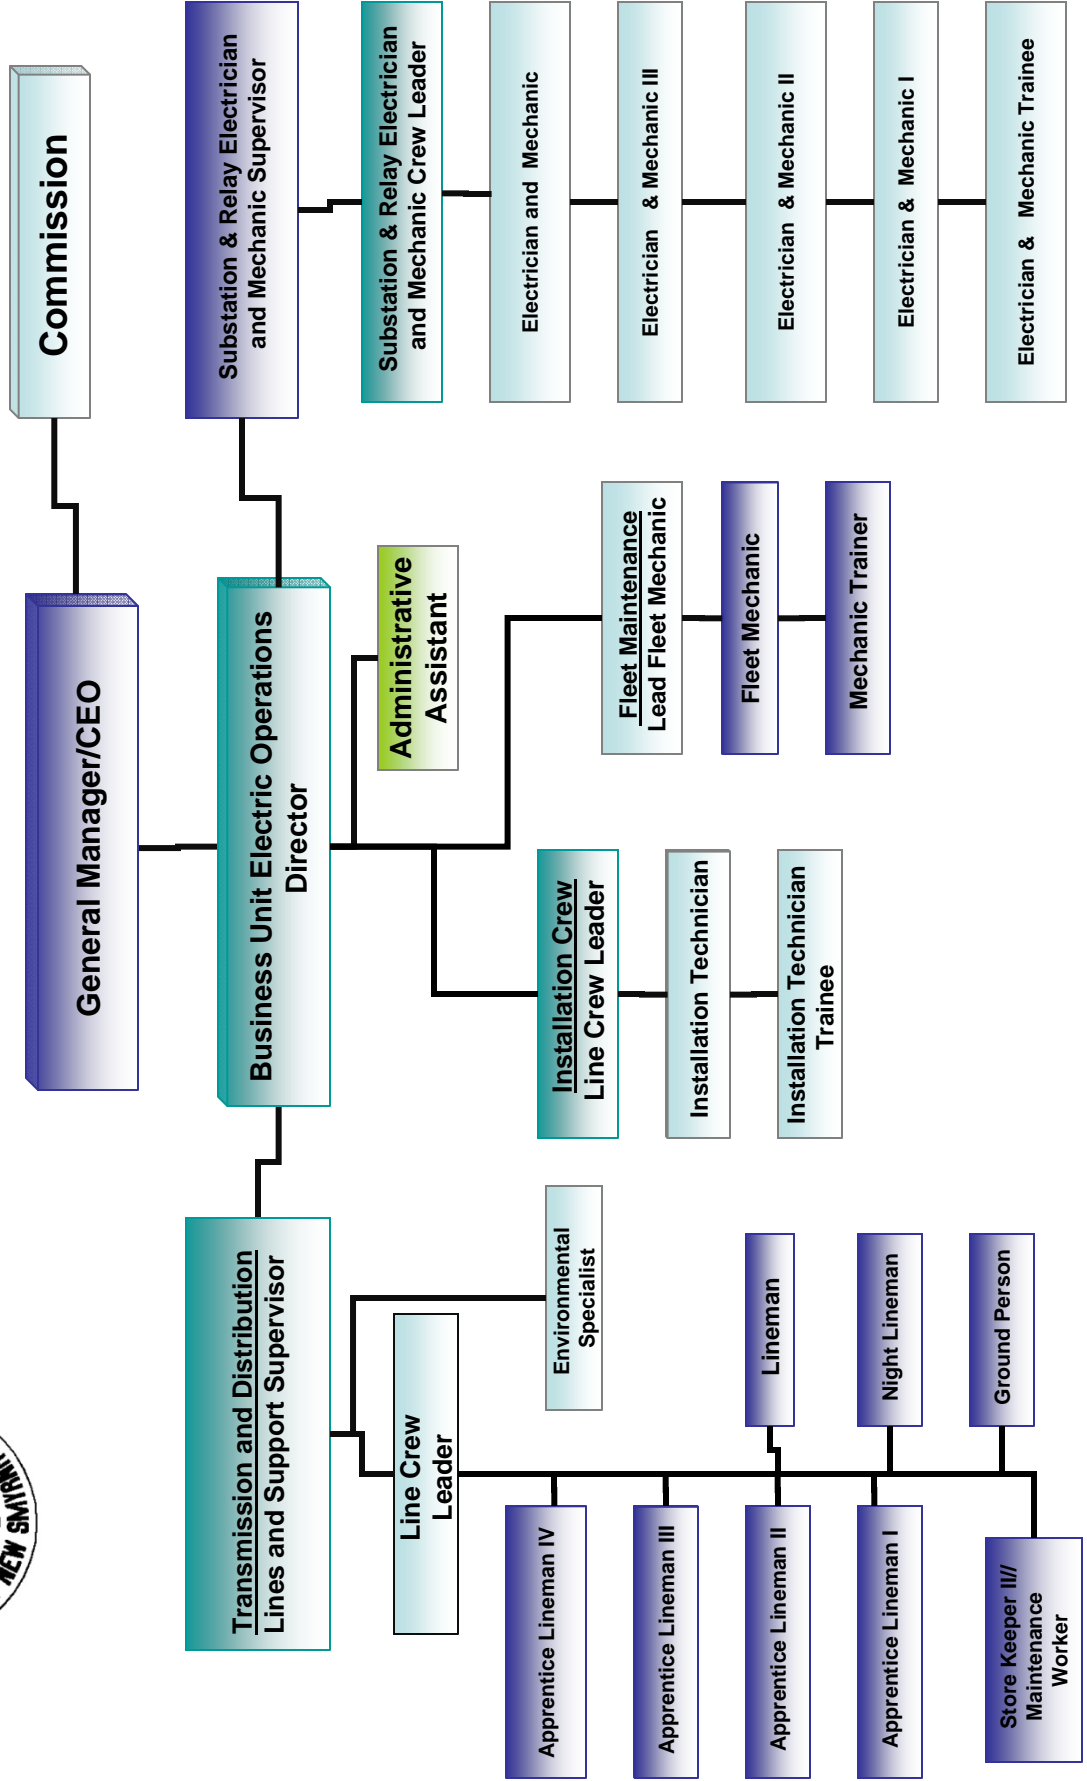 NEW SMYRN
Commission
General Manager/CEO
Business Unit Electric Operations
Director
Administrative
Assistant
Transmission and Distribution
Lines and Support Supervisor
Line Crew
Leader
Environmental
Specialist
Apprentice Lineman IV
Apprentice Lineman III
Apprentice Lineman II
Apprentice Lineman I
Store Keeper II//
Maintenance
Worker
Lineman
Night Lineman
Ground Person
Installation Crew
Line Crew Leader
Installation Technician
Installation Technician
Trainee
Fleet Maintenance
Lead Fleet Mechanic
Fleet Mechanic
Mechanic Trainer
Substation & Relay Electrician
and Mechanic Supervisor
Substation & Relay Electrician
and Mechanic Crew Leader
Electrician and Mechanic
Electrician & Mechanic III
Electrician & Mechanic II
Electrician & Mechanic I
Electrician & Mechanic Trainee